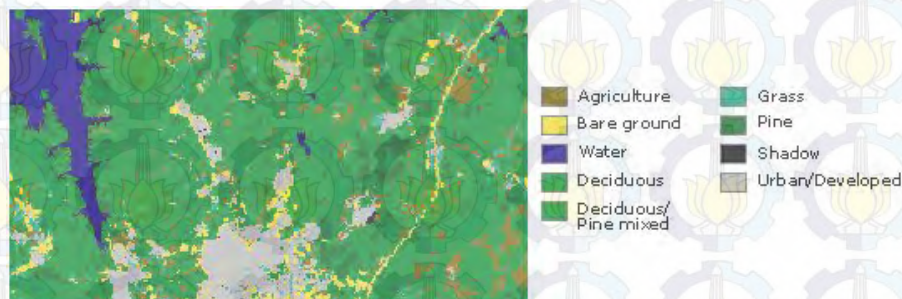 Agriculture
Bare ground
Water
Deciduous
Deciduous/
Pine mixed
Grass
Pine
Shadow
Urban/Developed